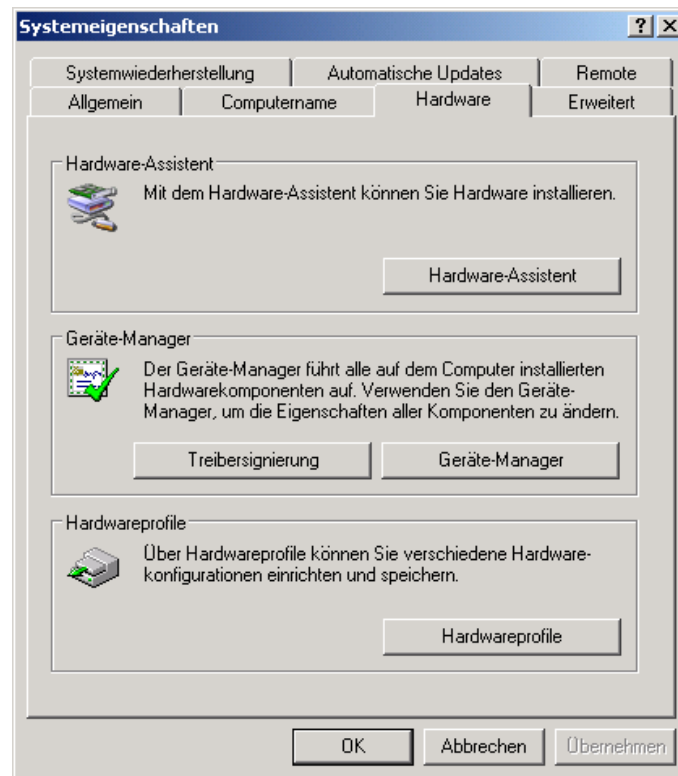 Systemeigenschaften
Systemwiederherstellung Automatische Updates Remote
Allgemein Computername Hardware Erweitert
Hardware-Assistent
Mit dem Hardware-Assistent können Sie Hardware installieren.
Hardware-Assistent
Geräte-Manager
Der Geräte-Manager führt alle auf dem Computer installierten
Hardwarekomponenten auf. Verwenden Sie den Geräte-
Manager, um die Eigenschaften aller Komponenten zu ändern.
Treibersignierung Geräte-Manager
Hardwareprofile
Über Hardwareprofile können Sie verschiedene Hardware-
konfigurationen einrichten und speichern.
Hardwareprofile
OK Abbrechen Übernehmen